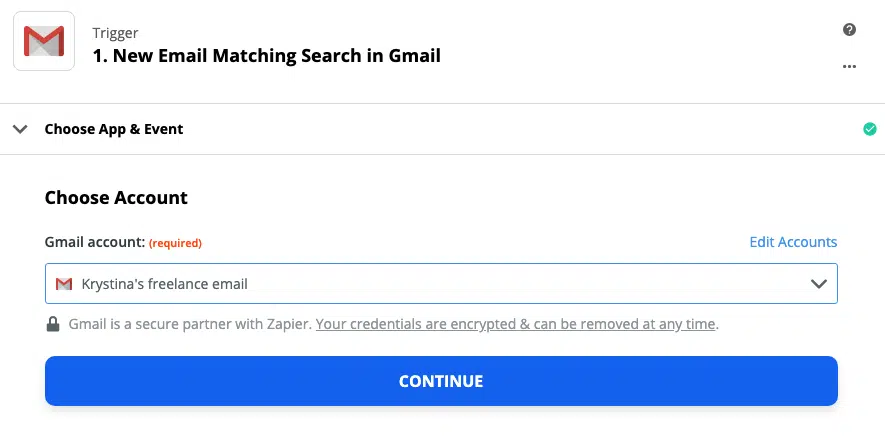 Trigger
1. New Email Matching Search in Gmail
Choose App & Event
Choose Account
Gmail account: (required)
Edit Accounts
Krystina's freelance email
Gmail is a secure partner with Zapier. Your credentials are encrypted & can be removed at any time.
CONTINUE